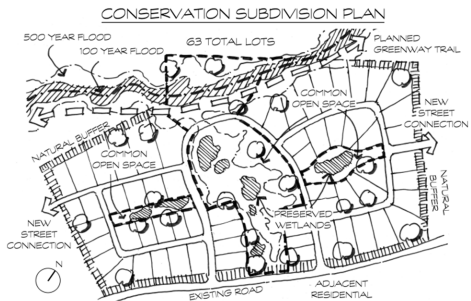 CONSERVATION SUBDIVISION PLAN
500 YEAR FLOOD
100 YEAR FLOOD
63 TOTAL LOTS
PLANNED
GREENWAY TRAIL
COMMON
OPEN SPACE
NEW
STREET
CONNECTION
NATURAL BUFFER
COMMON
OPEN SPACE
NATURAL
BUFFER
PRESERVED
WETLANDS
NEW
STREET
CONNECTION
N
EXISTING ROAD
ADJACENT
RESIDENTIAL